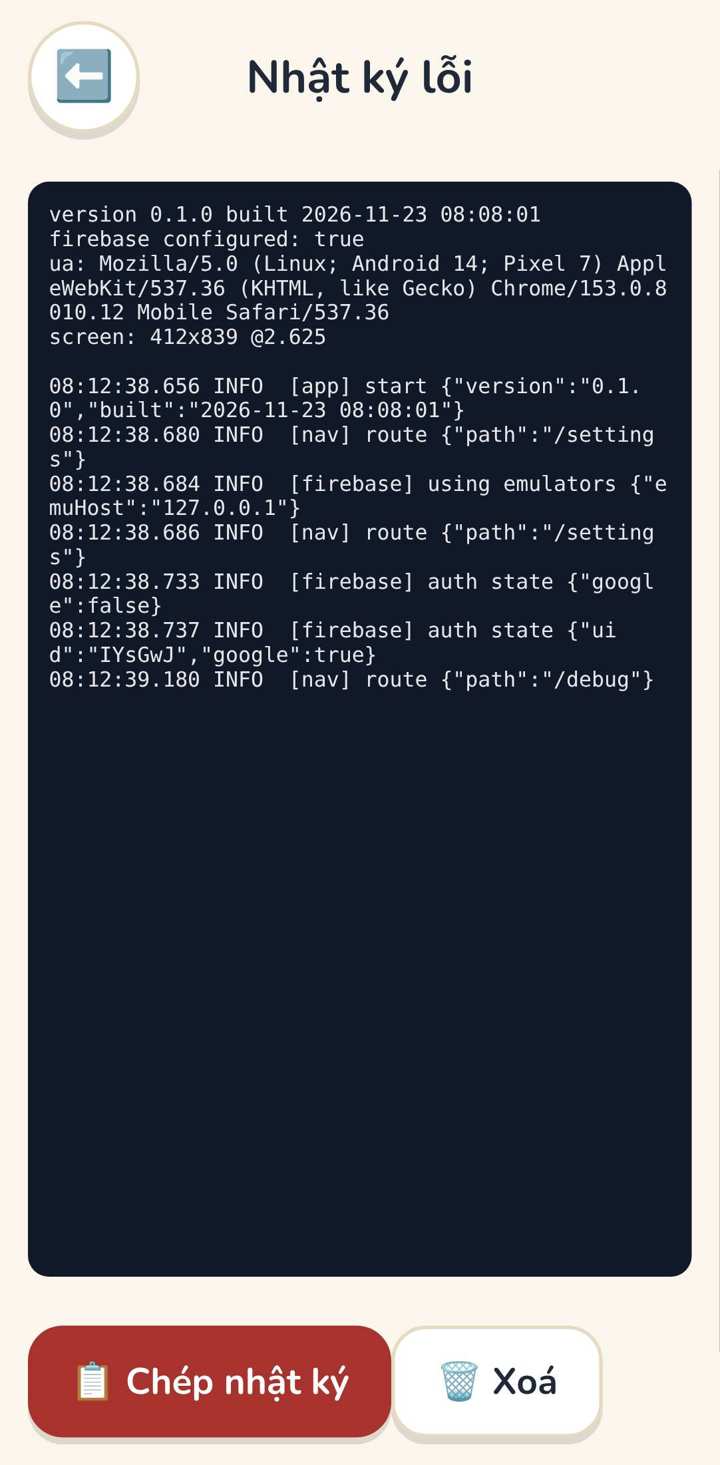 Nhật ký lỗi
version 0.1.0 built 2026-11-23 08:08:01
firebase configured: true
ua: Mozilla/5.0 (Linux; Android 14; Pixel 7) Appl
eWebKit/537.36 (KHTML, like Gecko) Chrome/153.0.8
010.12 Mobile Safari/537.36
screen: 412x839 @2.625
08:12:38.656 INFO  [app] start {"version":"0.1.
0","built":"2026-11-23 08:08:01"}
08:12:38.680 INFO  [nav] route {"path":"/setting
s"}
08:12:38.684 INFO  [firebase] using emulators {"e
muHost":"127.0.0.1"}
08:12:38.686 INFO  [nav] route {"path":"/setting
s"}
08:12:38.733 INFO  [firebase] auth state {"googl
e":false}
08:12:38.737 INFO  [firebase] auth state {"ui
d":"IYsGwJ","google":true}
08:12:39.180 INFO  [nav] route {"path":"/debug"}
Chép nhật ký
Xoá